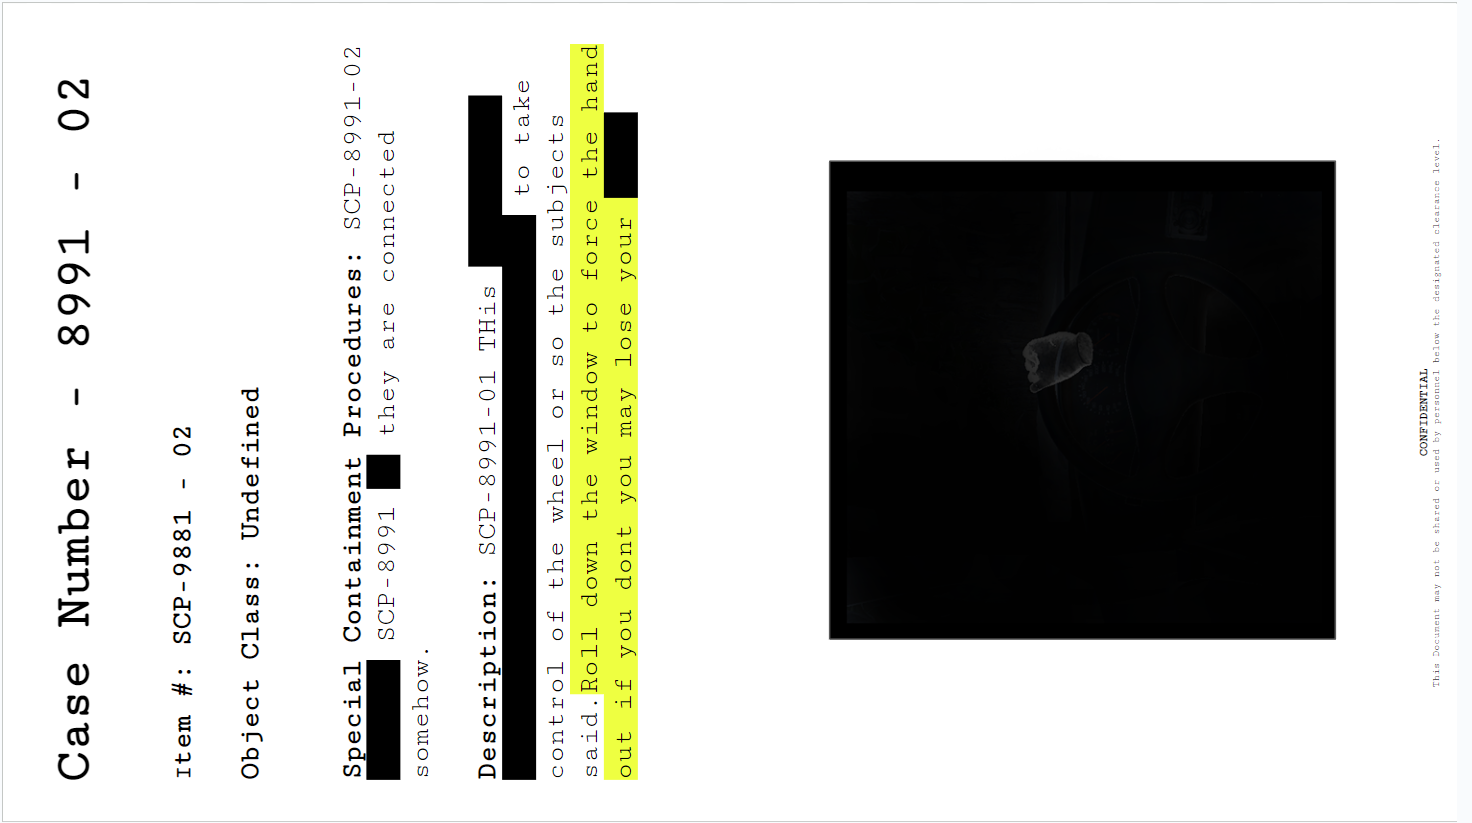 Case Number - 8991 - 02
Item #: SCP-9881 - 02
Object Class: Undefined
Special Containment Procedures: SCP-8991-02
SCP-8991 they are connected
somehow.
Description: SCP-8991-01 THis
to take
control of the wheel or so the subjects
said.Roll down the window to force the hand
out if you dont you may lose your
CONFIDENTIAL
This Document may not be shared or used by personnel below the designated clearance level.